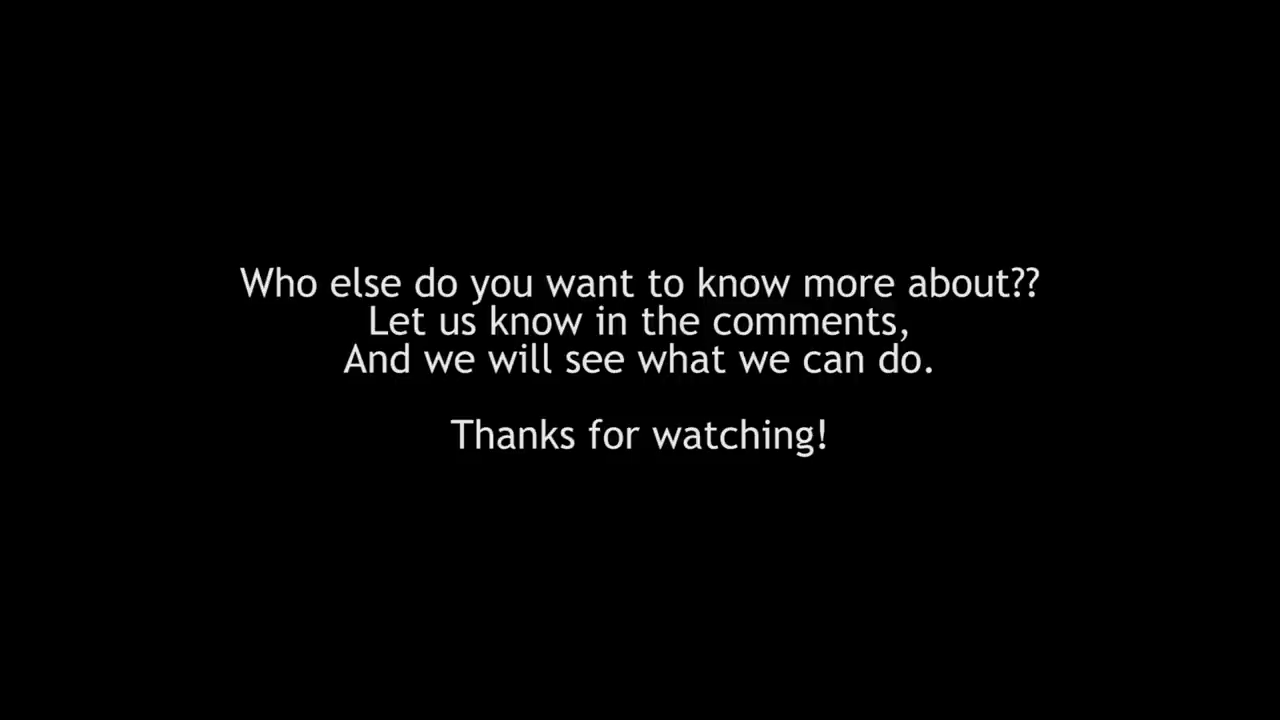 Who else do you want to know more about??
Let us know in the comments,
And we will see what we can do.
Thanks for watching!